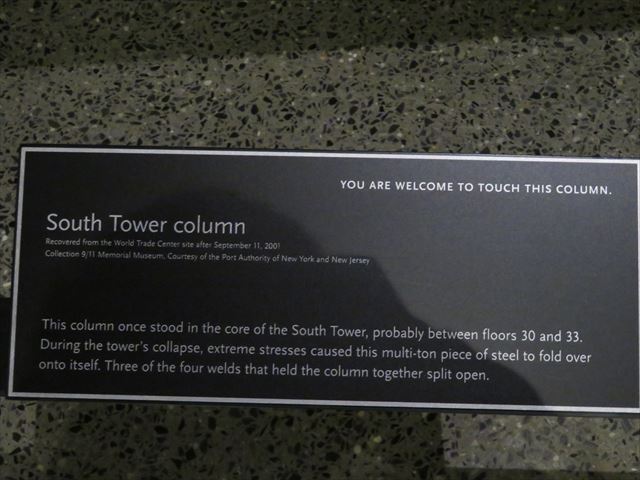 YOU ARE WELCOME TO TOUCH THIS COLUMN.
South Tower column
Recovered from the World Trade Center site after September 11, 2001
Collection 9/11 Memorial Museum, Courtesy of the Port Authority of New York and New Jersey
This column once stood in the core of the South Tower, probably between floors 30 and 33.
During the tower's collapse, extreme stresses caused this multi-ton piece of steel to fold over
onto itself. Three of the four welds that held the column together split open.